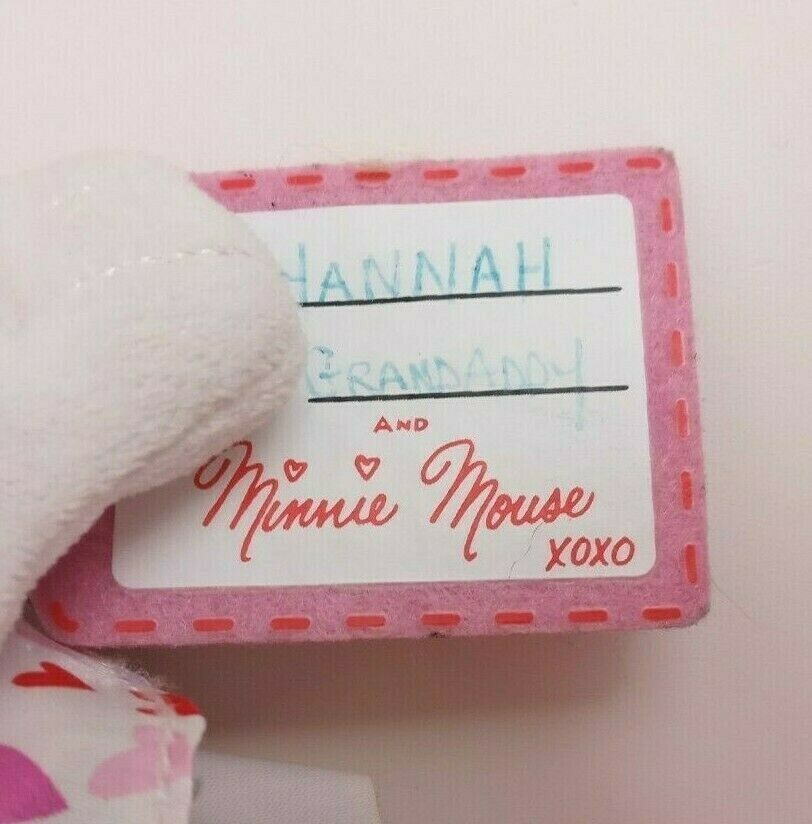 HANNAH
GRANDADDY
AND
Minnie Mouse
XOXO